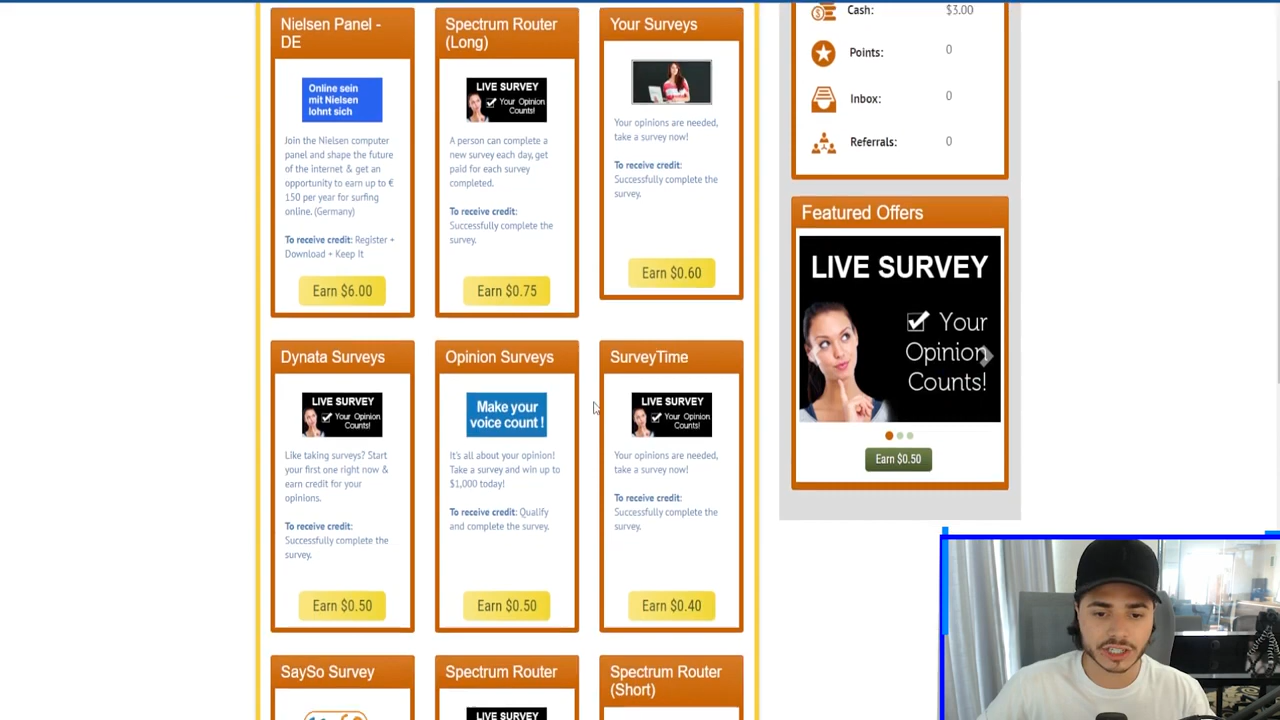 Nielsen Panel -
DE
Online sein
mit Nielsen
lohnt sich
Join the Nielsen computer
panel and shape the future
of the internet & get an
opportunity to earn up to €
150 per year for surfing
online. (Germany)
To receive credit: Register +
Download + Keep It
Earn $6.00
Spectrum Router
(Long)
LIVE SURVEY
Your Opinion
Counts!
A person can complete a
new survey each day, get
paid for each survey
completed.
To receive credit:
Successfully complete the
survey.
Earn $0.75
Your Surveys
Your opinions are needed,
take a survey now!
To receive credit:
Successfully complete the
survey.
Earn $0.60
Dynata Surveys
LIVE SURVEY
Your Opinion
Counts!
Like taking surveys? Start
your first one right now &
earn credit for your
opinions.
To receive credit:
Successfully complete the
survey.
Earn $0.50
Opinion Surveys
Make your
voice count !
It's all about your opinion!
Take a survey and win up to
$1,000 today!
To receive credit: Qualify
and complete the survey.
Earn $0.50
SurveyTime
LIVE SURVEY
Your Opinion
Counts!
Your opinions are needed,
take a survey now!
To receive credit:
Successfully complete the
survey.
Earn $0.40
SaySo Survey
Spectrum Router
LIVE SURVEY
Spectrum Router
(Short)
Cash: $3.00
Points: 0
Inbox: 0
Referrals: 0
Featured Offers
LIVE SURVEY
Your
Opinion
Counts!
Earn $0.50